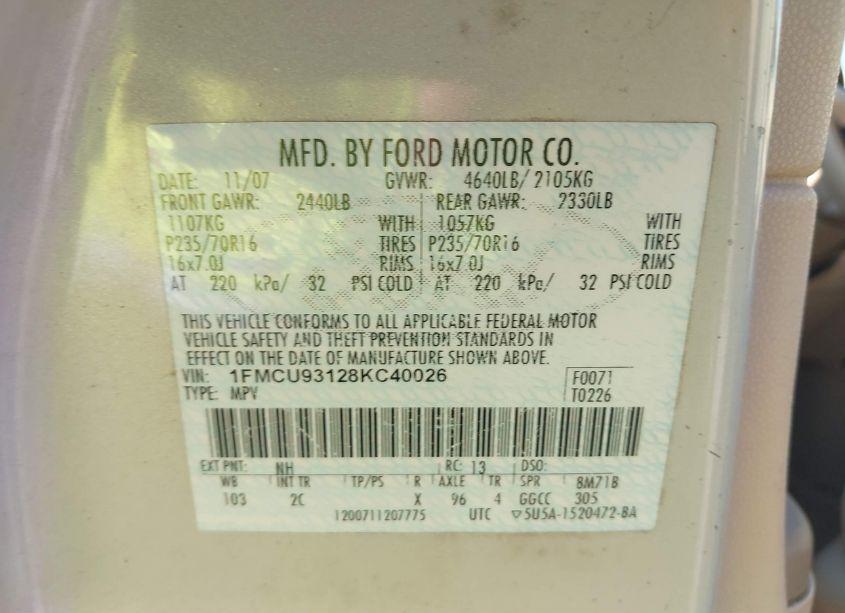 MFD. BY FORD MOTOR CO.
DATE: 11/07 GVWR: 4640LB/ 2105KG
FRONT GAWR: 2440LB REAR GAWR: 2330LB
1107KG WITH 1057KG WITH
P235/70R16 TIRES P235/70R16 TIRES
16x7.0J RIMS 16x7.0J RIMS
AT 220 kPa/ 32 PSI COLD AT 220 kPa/ 32 PSI COLD
THIS VEHICLE CONFORMS TO ALL APPLICABLE FEDERAL MOTOR
VEHICLE SAFETY AND THEFT PREVENTION STANDARDS IN
EFFECT ON THE DATE OF MANUFACTURE SHOWN ABOVE.
VIN: 1FMCU93128KC40026 F0071
TYPE: MPV T0226
EXT PNT: NH RC: 13 DSO:
WB INT TR TP/PS R AXLE TR SPR 8M71B
103 2C X 96 4 GGCC 305
1200711207775 UTC ▽5U5A-1520472-BA